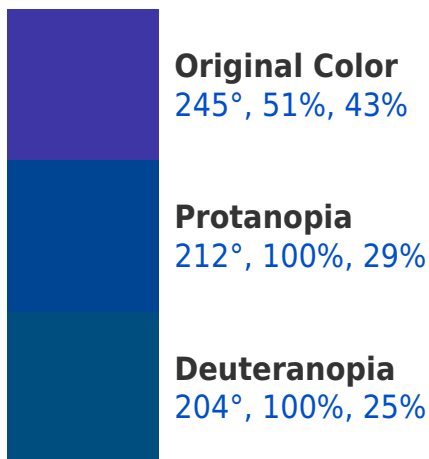 Original Color
245°, 51%, 43%
Protanopia
212°, 100%, 29%
Deuteranopia
204°, 100%, 25%